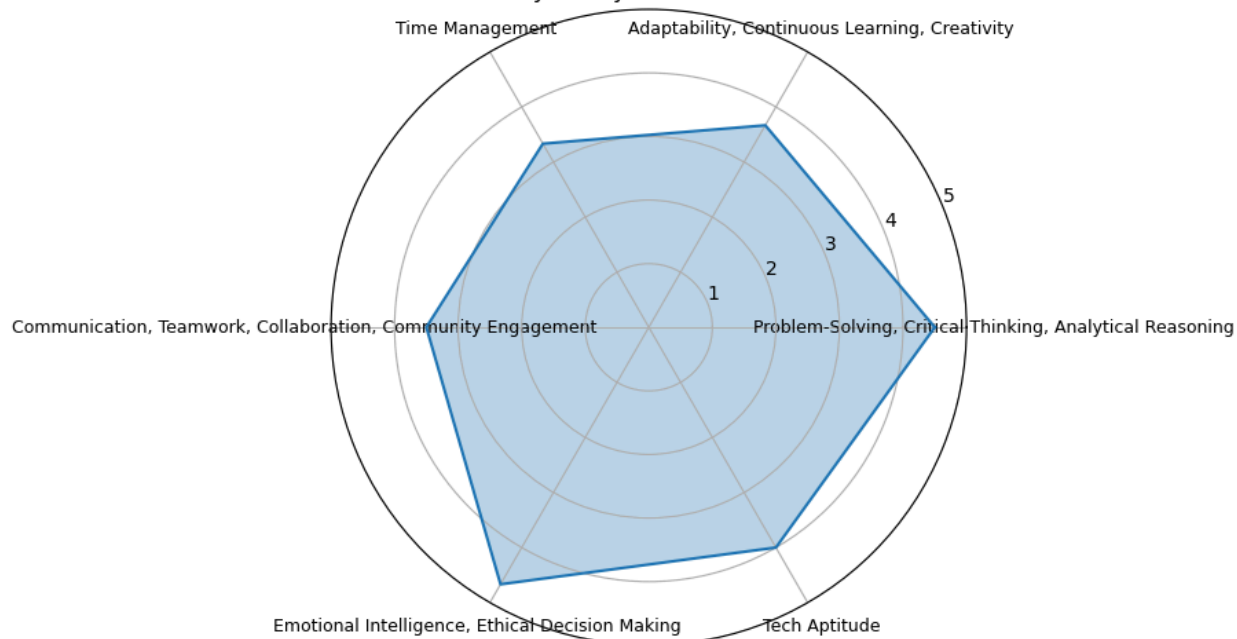 Time Management
Adaptability, Continuous Learning, Creativity
5
4
3
2
1
Communication, Teamwork, Collaboration, Community Engagement
Problem-Solving, Critical Thinking, Analytical Reasoning
Emotional Intelligence, Ethical Decision Making
Tech Aptitude